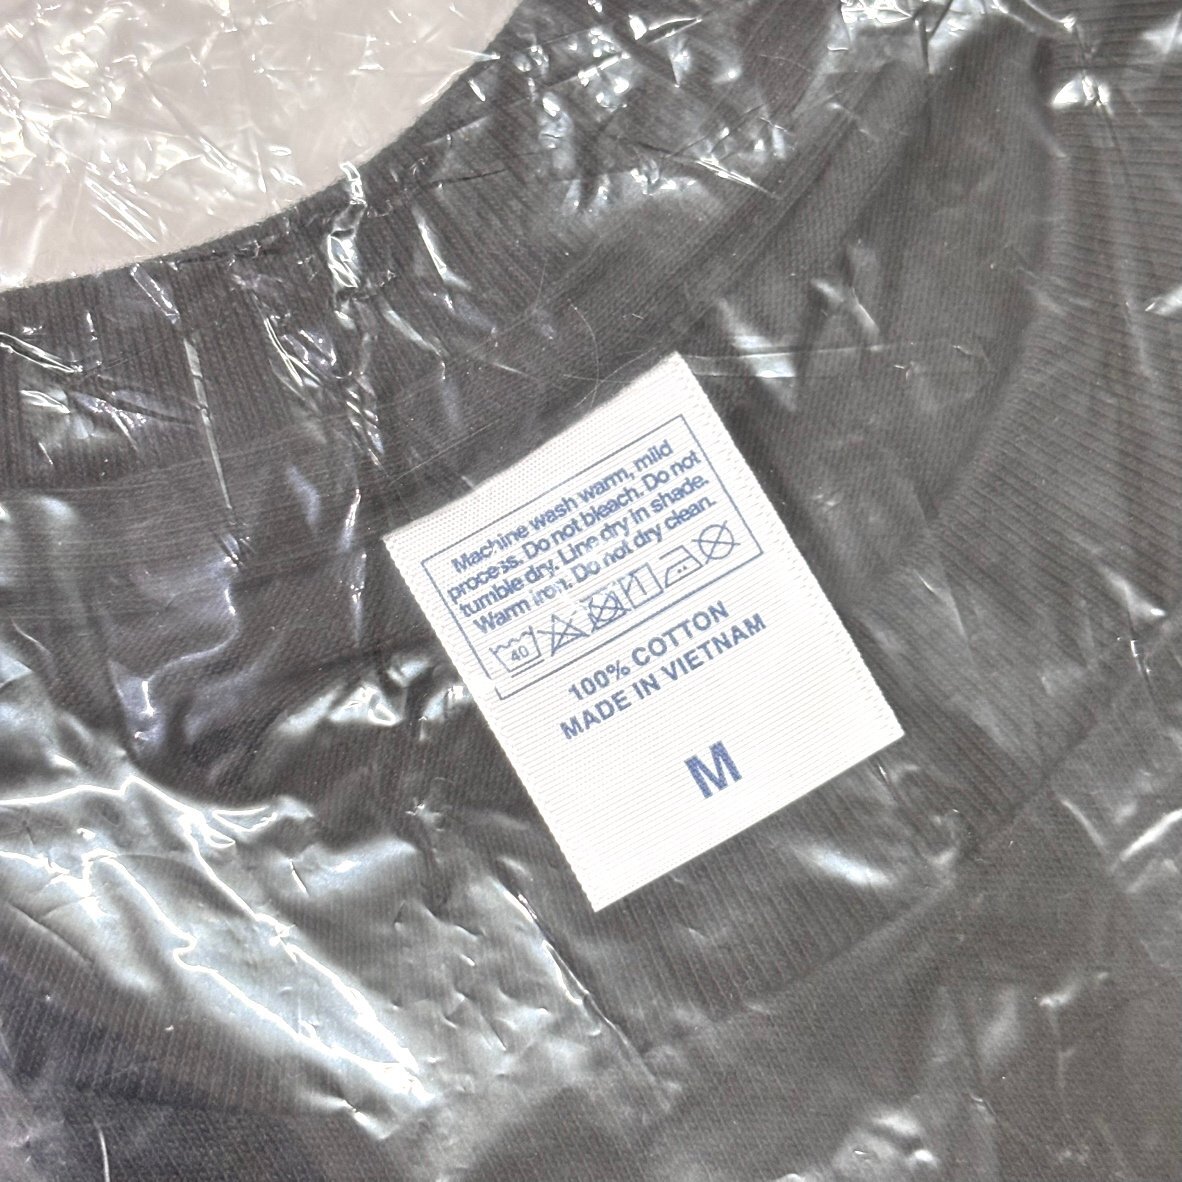 Machine wash warm, mild
process. Do not bleach. Do not
tumble dry. Line dry in shade.
Warm iron. Do not dry clean.
40
100% COTTON
MADE IN VIETNAM
M